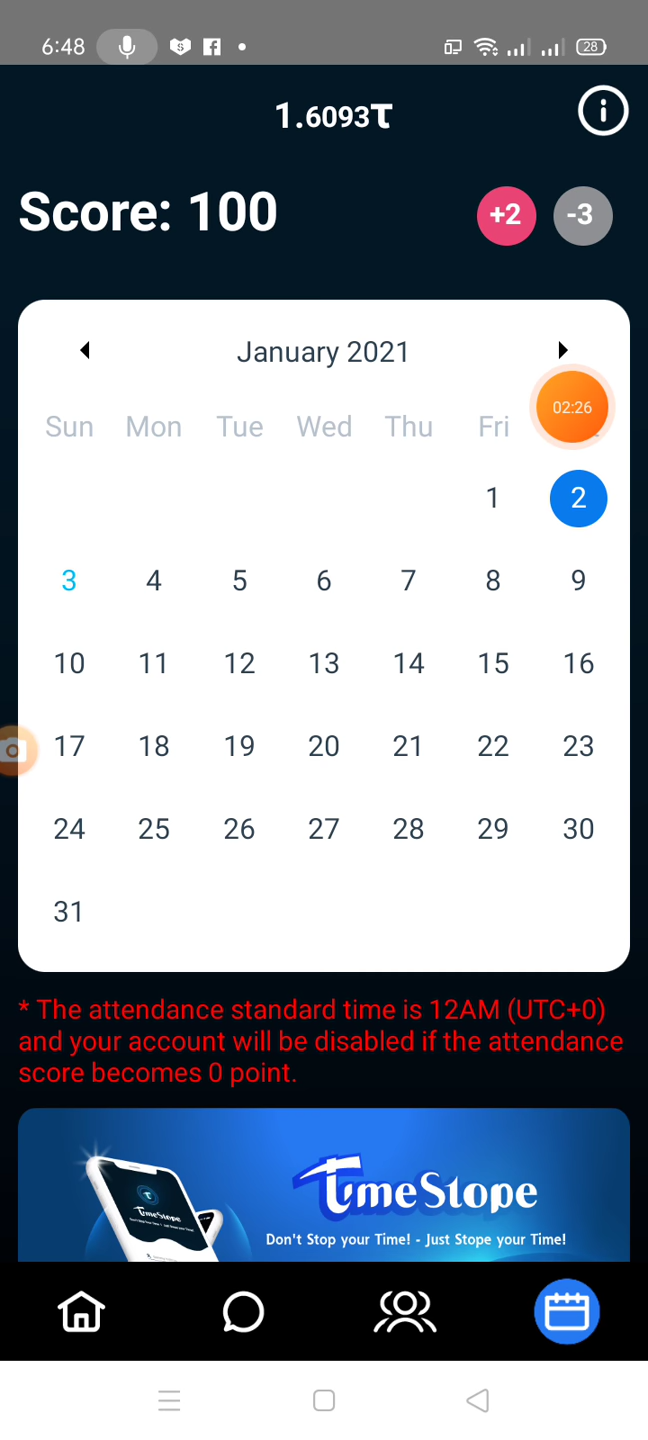 6:48
28
1.6093τ
Score: 100
+2
-3
January 2021
02:26
Sun Mon Tue Wed Thu Fri
1 2
3 4 5 6 7 8 9
10 11 12 13 14 15 16
17 18 19 20 21 22 23
24 25 26 27 28 29 30
31
* The attendance standard time is 12AM (UTC+0)
and your account will be disabled if the attendance
score becomes 0 point.
TimeStope
TimeStope
Don't Stop your Time! - Just Stope your Time!